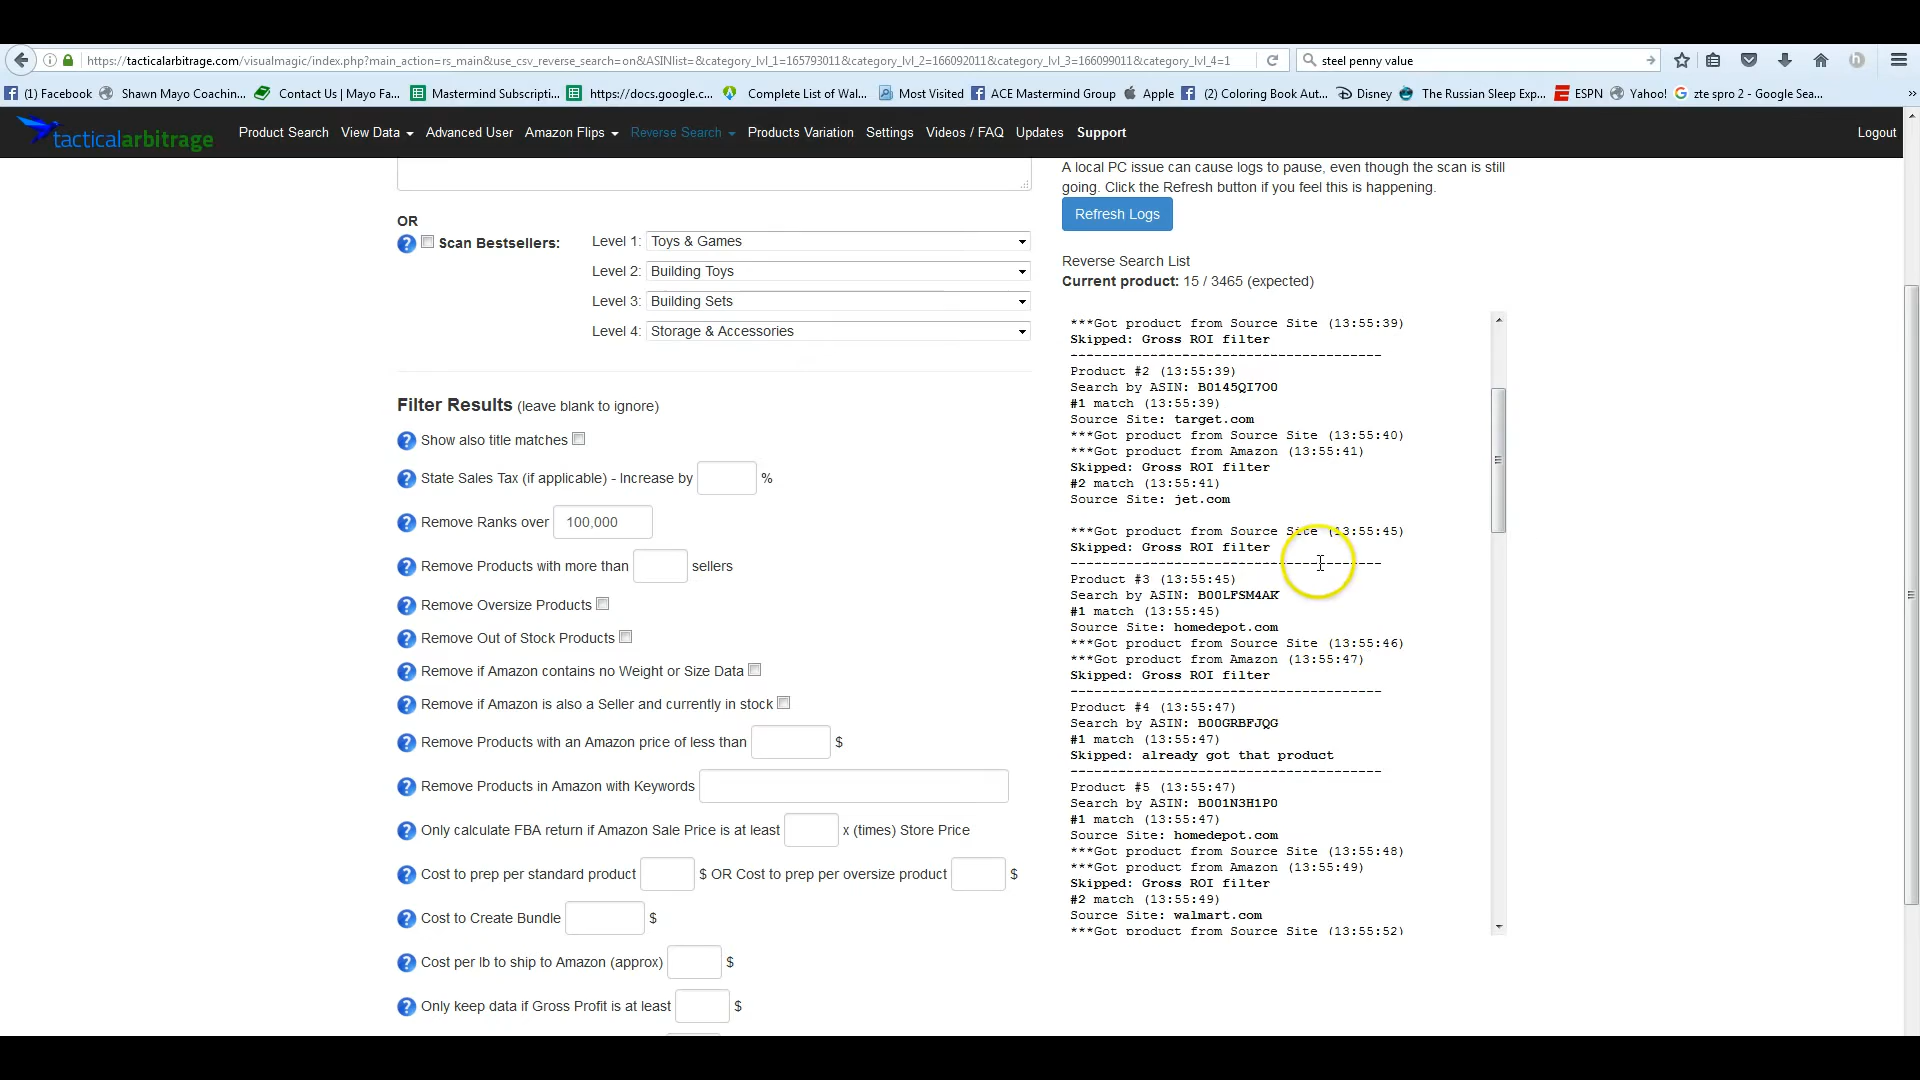 https://tacticalarbitrage.com/visualmagic/index.php?main_action=rs_main&use_csv_reverse_search=on&ASINlist=&category_lvl_1=165793011&category_lvl_2=166092011&category_lvl_3=166099011&category_lvl_4=1
steel penny value
(1) Facebook
Shawn Mayo Coachin...
Contact Us | Mayo Fa...
Mastermind Subscripti...
https://docs.google.c...
Complete List of Wal...
Most Visited
ACE Mastermind Group
Apple
(2) Coloring Book Aut...
Disney
The Russian Sleep Exp...
ESPN
Yahoo!
zte spro 2 - Google Sea...
tacticalarbitrage
Product Search
View Data
Advanced User
Amazon Flips
Reverse Search
Products Variation
Settings
Videos / FAQ
Updates
Support
Logout
OR
Scan Bestsellers:
Level 1: Toys & Games
Level 2: Building Toys
Level 3: Building Sets
Level 4: Storage & Accessories
Filter Results (leave blank to ignore)
Show also title matches
State Sales Tax (if applicable) - Increase by %
Remove Ranks over 100,000
Remove Products with more than sellers
Remove Oversize Products
Remove Out of Stock Products
Remove if Amazon contains no Weight or Size Data
Remove if Amazon is also a Seller and currently in stock
Remove Products with an Amazon price of less than $
Remove Products in Amazon with Keywords
Only calculate FBA return if Amazon Sale Price is at least x (times) Store Price
Cost to prep per standard product $ OR Cost to prep per oversize product $
Cost to Create Bundle $
Cost per lb to ship to Amazon (approx) $
Only keep data if Gross Profit is at least $
A local PC issue can cause logs to pause, even though the scan is still
going. Click the Refresh button if you feel this is happening.
Refresh Logs
Reverse Search List
Current product: 15 / 3465 (expected)
***Got product from Source Site (13:55:39)
Skipped: Gross ROI filter
---------------------------------------
Product #2 (13:55:39)
Search by ASIN: B0145QI7O0
#1 match (13:55:39)
Source Site: target.com
***Got product from Source Site (13:55:40)
***Got product from Amazon (13:55:41)
Skipped: Gross ROI filter
#2 match (13:55:41)
Source Site: jet.com
***Got product from Source Site (13:55:45)
Skipped: Gross ROI filter
---------------------------------------
Product #3 (13:55:45)
Search by ASIN: B00LFSM4AK
#1 match (13:55:45)
Source Site: homedepot.com
***Got product from Source Site (13:55:46)
***Got product from Amazon (13:55:47)
Skipped: Gross ROI filter
---------------------------------------
Product #4 (13:55:47)
Search by ASIN: B00GRBFJQG
#1 match (13:55:47)
Skipped: already got that product
---------------------------------------
Product #5 (13:55:47)
Search by ASIN: B001N3H1P0
#1 match (13:55:47)
Source Site: homedepot.com
***Got product from Source Site (13:55:48)
***Got product from Amazon (13:55:49)
Skipped: Gross ROI filter
#2 match (13:55:49)
Source Site: walmart.com
***Got product from Source Site (13:55:52)